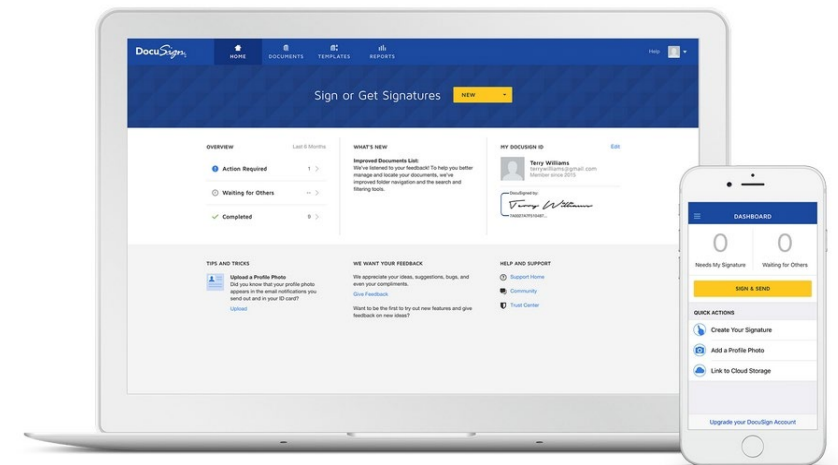 DocuSign
HOME
DOCUMENTS
TEMPLATES
REPORTS
Help
Sign or Get Signatures
NEW
OVERVIEW
Last 6 Months
Action Required
1
Waiting for Others
--
Completed
WHAT'S NEW
Improved Documents List:
We've listened to your feedback! To help you better
manage and locate your documents, we've
improved folder navigation and the search and
filtering tools.
MY DOCUSIGN ID
Edit
Terry Williams
terrywilliams@gmail.com
Member since 2015
DocuSigned by:
Terry Williams
TIPS AND TRICKS
Upload a Profile Photo
Did you know that your profile photo
appears in the email notifications you
send out and in your ID card?
Upload
WE WANT YOUR FEEDBACK
We appreciate your ideas, suggestions, bugs, and
even your compliments.
Give Feedback
Want to be the first to try out new features and give
feedback on new ideas?
HELP AND SUPPORT
Support Home
Community
Trust Center
DASHBOARD
0
Needs My Signature
0
Waiting for Others
SIGN & SEND
QUICK ACTIONS
Create Your Signature
Add a Profile Photo
Link to Cloud Storage
Upgrade your DocuSign Account